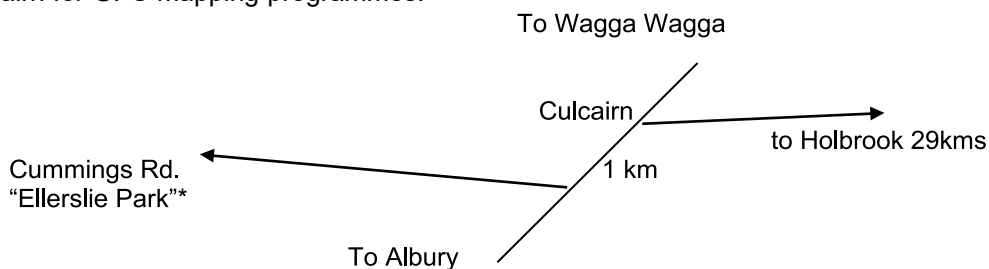 To Wagga Wagga
Culcairn
to Holbrook 29kms
1 km
Cummings Rd.
“Ellerslie Park”*
To Albury